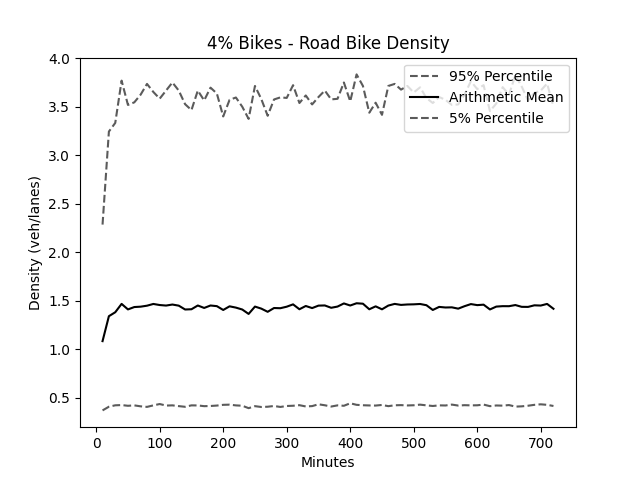 4% Bikes - Road Bike Density
4.0
3.5
3.0
2.5
2.0
1.5
1.0
0.5
Density (veh/lanes)
95% Percentile
Arithmetic Mean
5% Percentile
0 100 200 300 400 500 600 700
Minutes